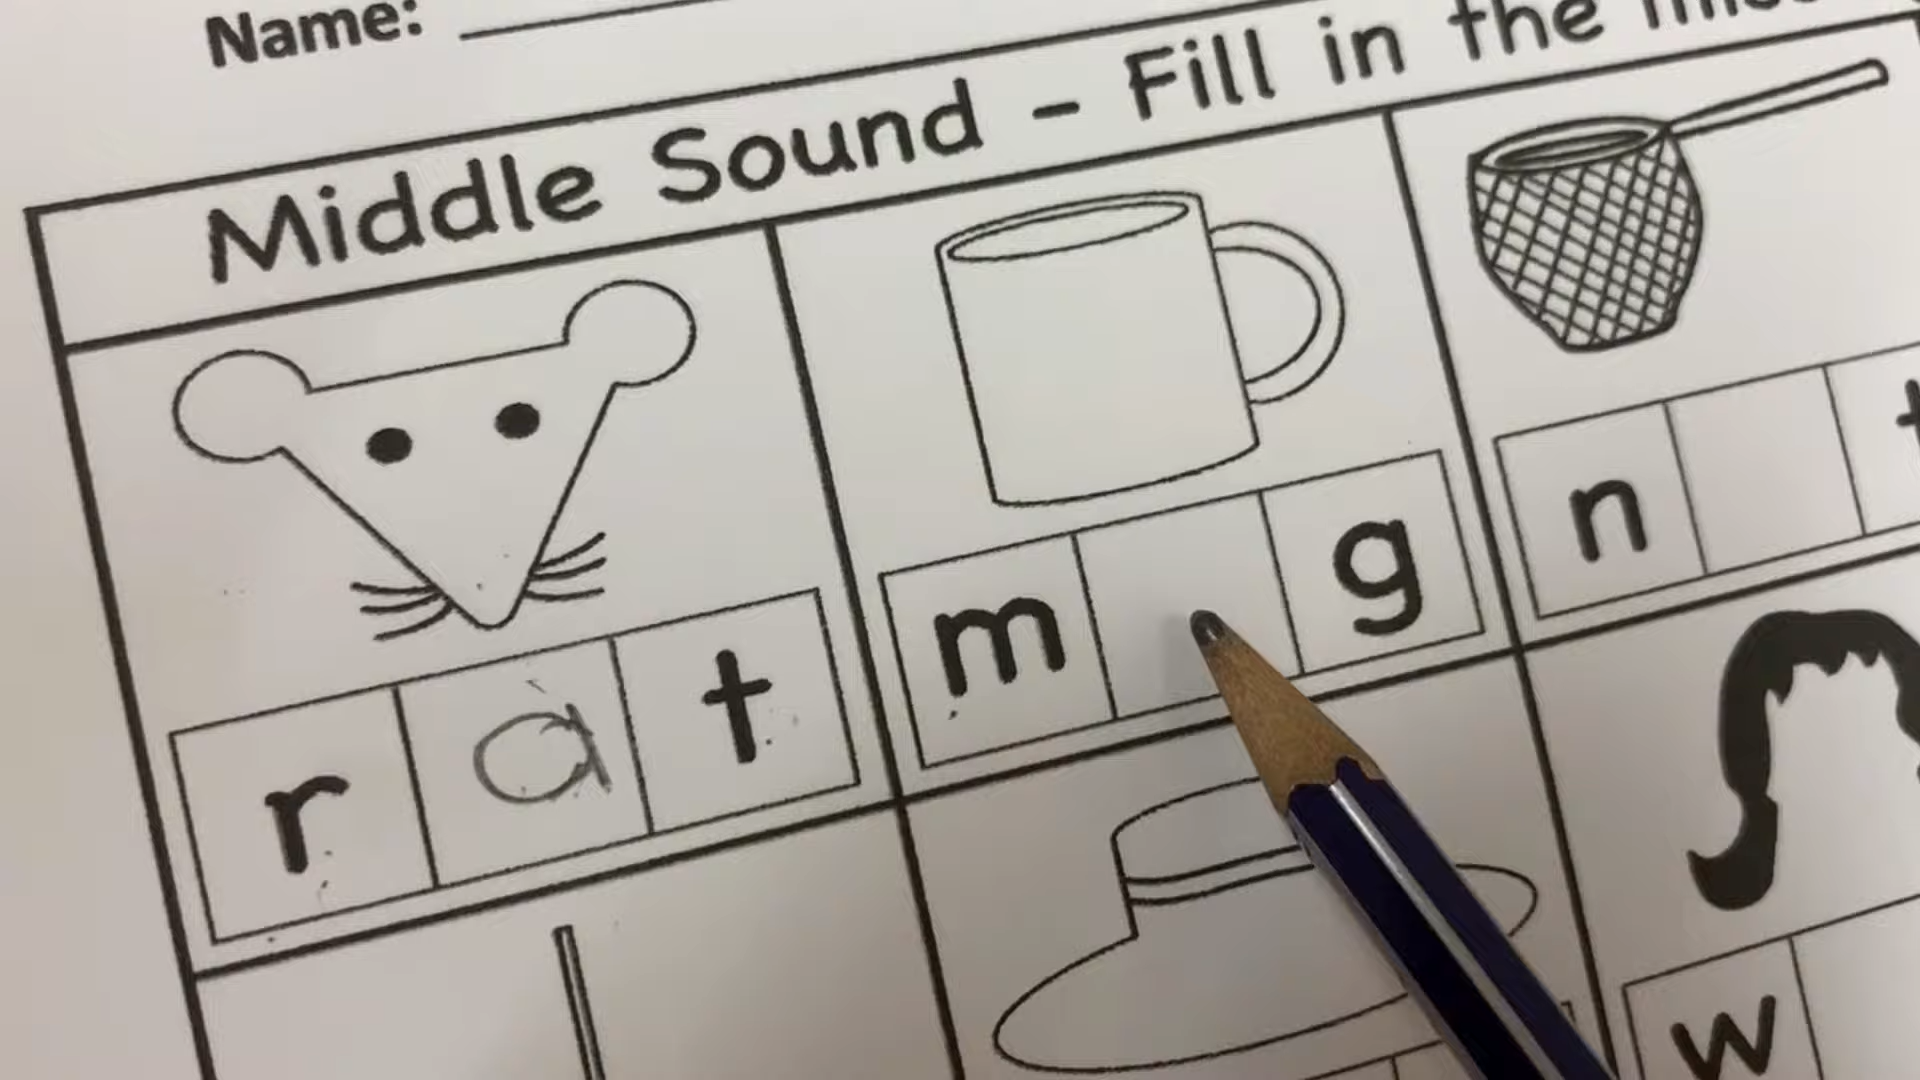 Name:
Middle Sound - Fill in the
r a t
m g
n t
w